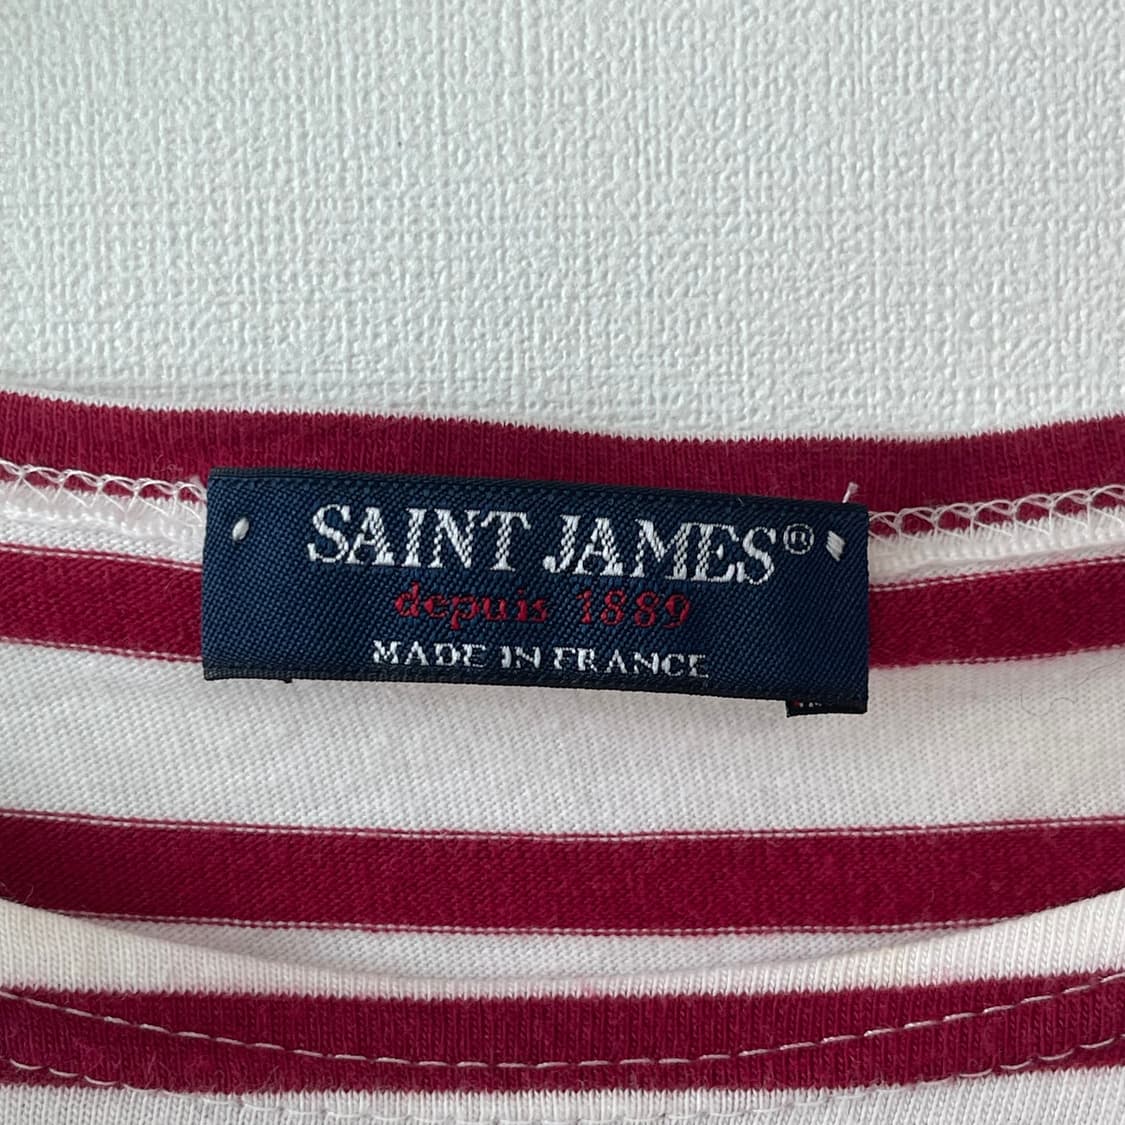 SAINT JAMES®
depuis 1889
MADE IN FRANCE